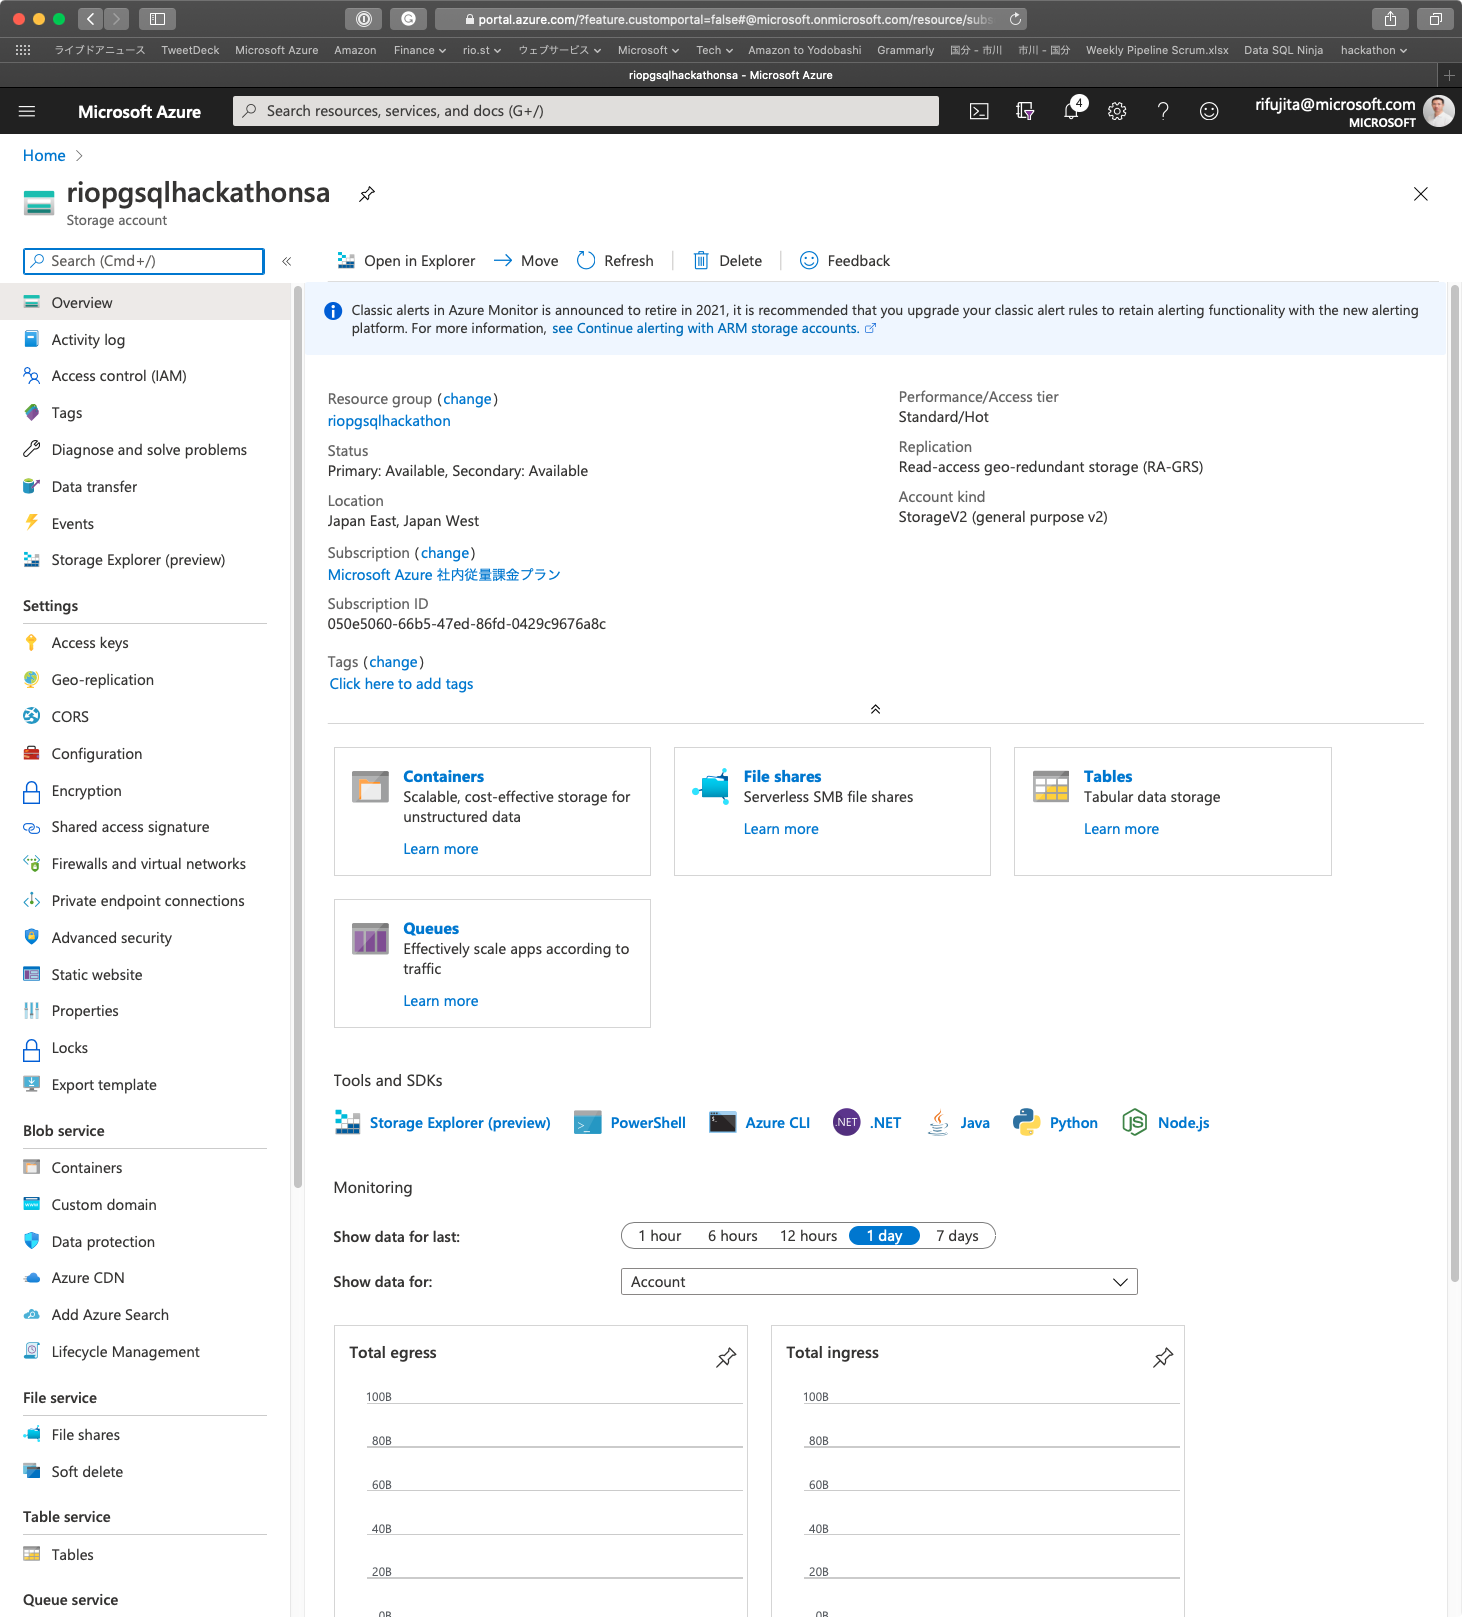 portal.azure.com/?feature.customportal=false#@microsoft.onmicrosoft.com/resource/subs
ライブドアニュース TweetDeck Microsoft Azure Amazon Finance rio.st ウェブサービス Microsoft Tech Amazon to Yodobashi Grammarly 国分 - 市川 市川 - 国分 Weekly Pipeline Scrum.xlsx Data SQL Ninja hackathon
riopgsqlhackathonsa - Microsoft Azure
Microsoft Azure
Search resources, services, and docs (G+/)
4
rifujita@microsoft.com
MICROSOFT
Home
riopgsqlhackathonsa
Storage account
Search (Cmd+/)
Overview
Activity log
Access control (IAM)
Tags
Diagnose and solve problems
Data transfer
Events
Storage Explorer (preview)
Settings
Access keys
Geo-replication
CORS
Configuration
Encryption
Shared access signature
Firewalls and virtual networks
Private endpoint connections
Advanced security
Static website
Properties
Locks
Export template
Blob service
Containers
Custom domain
Data protection
Azure CDN
Add Azure Search
Lifecycle Management
File service
File shares
Soft delete
Table service
Tables
Queue service
Open in Explorer Move Refresh Delete Feedback
Classic alerts in Azure Monitor is announced to retire in 2021, it is recommended that you upgrade your classic alert rules to retain alerting functionality with the new alerting
platform. For more information, see Continue alerting with ARM storage accounts.
Resource group (change)
riopgsqlhackathon
Status
Primary: Available, Secondary: Available
Location
Japan East, Japan West
Subscription (change)
Microsoft Azure 社内従量課金プラン
Subscription ID
050e5060-66b5-47ed-86fd-0429c9676a8c
Tags (change)
Click here to add tags
Performance/Access tier
Standard/Hot
Replication
Read-access geo-redundant storage (RA-GRS)
Account kind
StorageV2 (general purpose v2)
Containers
Scalable, cost-effective storage for
unstructured data
Learn more
File shares
Serverless SMB file shares
Learn more
Tables
Tabular data storage
Learn more
Queues
Effectively scale apps according to
traffic
Learn more
Tools and SDKs
Storage Explorer (preview) PowerShell Azure CLI .NET .NET Java Python JS Node.js
Monitoring
Show data for last:
1 hour 6 hours 12 hours 1 day 7 days
Show data for:
Account
Total egress
100B
80B
60B
40B
20B
0B
Total ingress
100B
80B
60B
40B
20B
0B